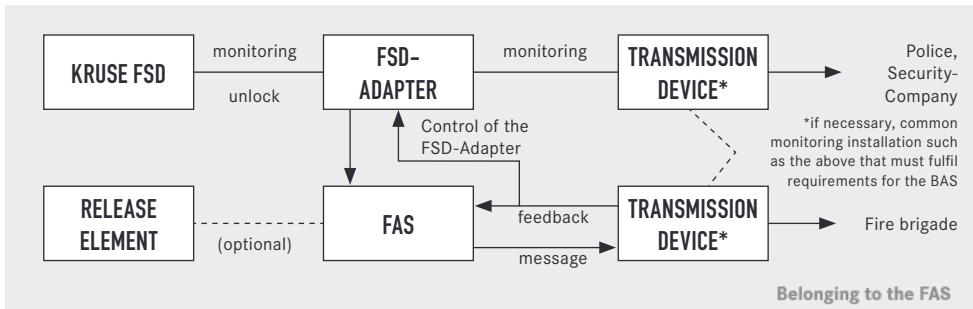 KRUSE FSD
monitoring
unlock
FSD-
ADAPTER
monitoring
TRANSMISSION
DEVICE*
Police,
Security-
Company
*if necessary, common
monitoring installation such
as the above that must fulfil
requirements for the BAS
Control of the
FSD-Adapter
RELEASE
ELEMENT
(optional)
FAS
feedback
message
TRANSMISSION
DEVICE*
Fire brigade
Belonging to the FAS